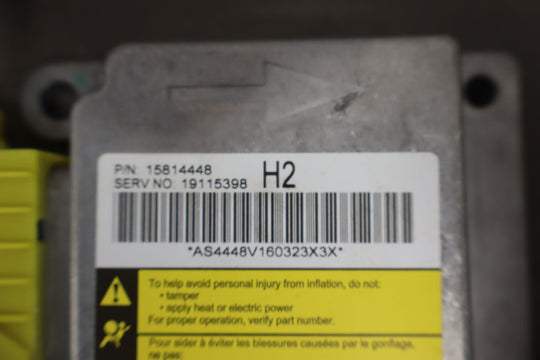 P/N: 15814448 H2
SERV NO: 19115398
*AS4448V160323X3X*
To help avoid personal injury from inflation, do not:
• tamper
• apply heat or electric power
For proper operation, verify part number.
Pour aider à éviter les blessures causées par le gonflage,
ne pas: